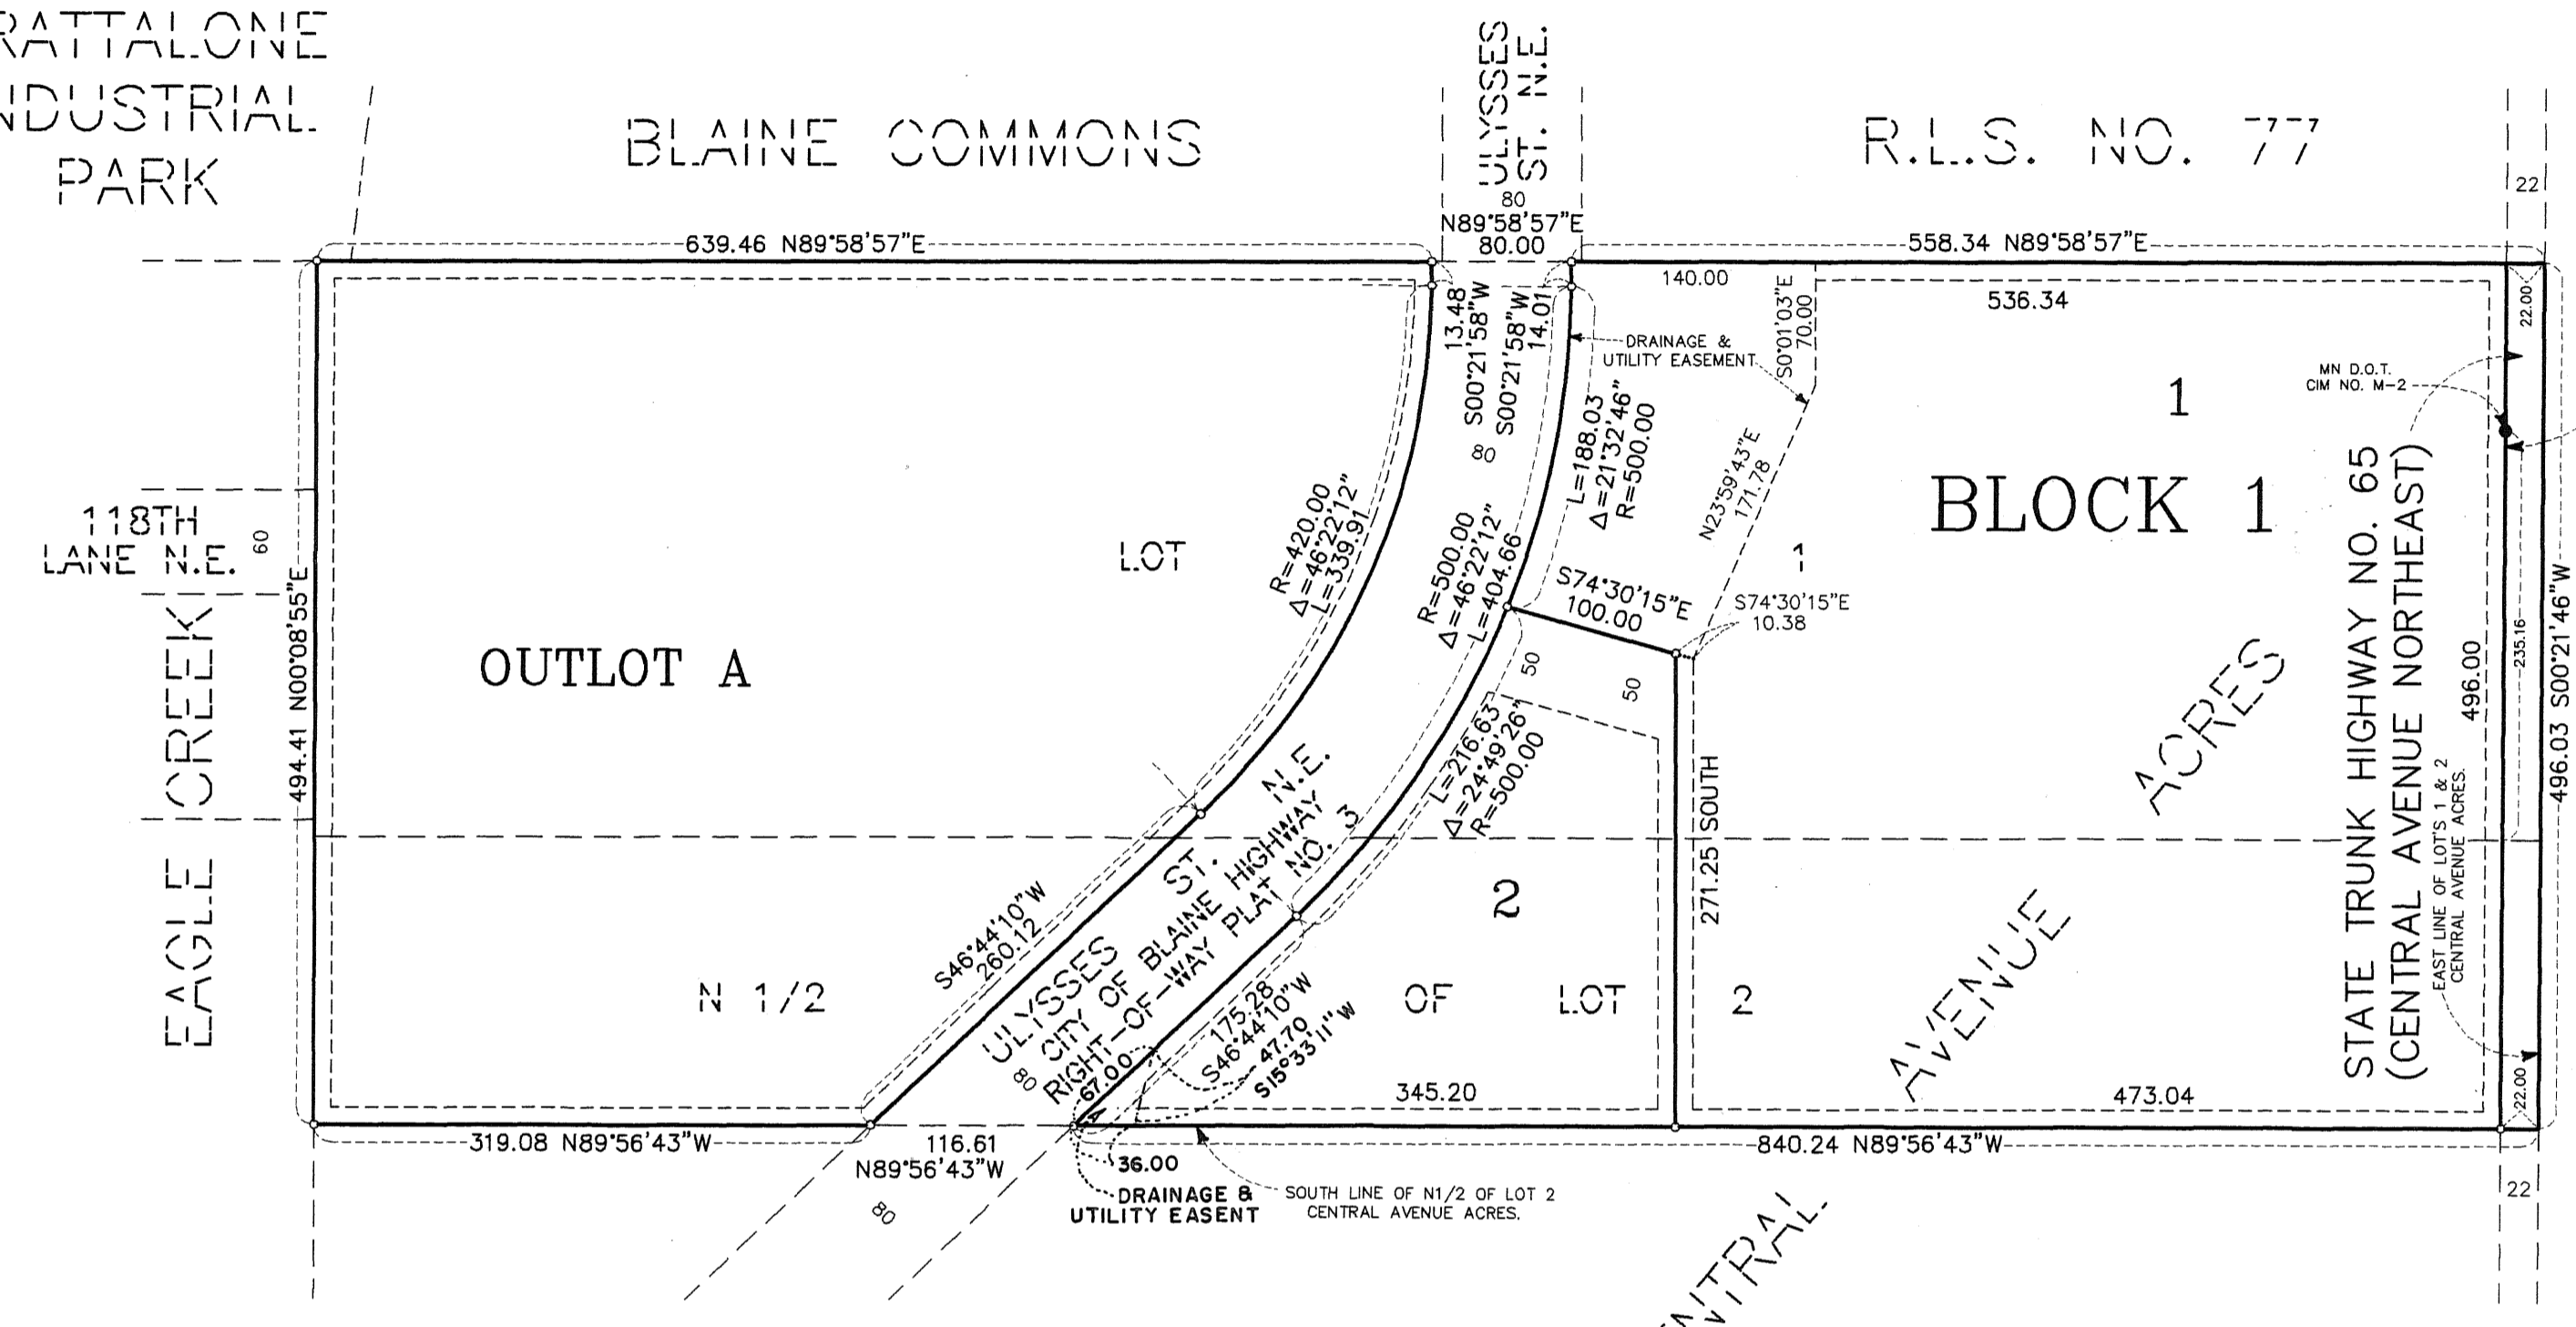 RATTALONE
NDUSTRIAL
PARK
BLAINE COMMONS
ULYSSES
ST. N.E.
R.L.S. NO. 77
22
80
N89°58'57"E
80.00
639.46 N89°58'57"E
558.34 N89°58'57"E
140.00
536.34
22.00
13.48
S00°21'58"W
S00°21'58"W
14.01
80
DRAINAGE &
UTILITY EASEMENT
S0°01'03"E
70.00
MN D.O.T.
CIM NO. M-2
1
BLOCK 1
L=188.03
Δ=21°32'46"
R=500.00
N23°59'43"E
171.78
118TH
LANE N.E.
60
LOT
1
R=420.00
Δ=46°22'12"
L=339.91
R=500.00
Δ=46°22'12"
L=404.66
S74°30'15"E
100.00
S74°30'15"E
10.38
OUTLOT A
EAGLE CREEK
494.41 N00°08'55"E
50
50
L=216.63
Δ=24°49'26"
R=500.00
271.25 SOUTH
ACRES
STATE TRUNK HIGHWAY NO. 65
(CENTRAL AVENUE NORTHEAST)
EAST LINE OF LOT'S 1 & 2
CENTRAL AVENUE ACRES.
496.00
235.16
496.03 S00°21'46"W
2
N 1/2
OF LOT 2
AVENUE
S46°44'10"W
260.12
ULYSSES ST. N.E.
CITY OF BLAINE HIGHWAY
RIGHT-OF-WAY PLAT NO. 3
80
67.00
175.28
S46°44'10"W
47.70
S15°33'11"W
345.20
473.04
22.00
319.08 N89°56'43"W
116.61
N89°56'43"W
840.24 N89°56'43"W
36.00
DRAINAGE &
UTILITY EASENT
SOUTH LINE OF N1/2 OF LOT 2
CENTRAL AVENUE ACRES.
80
22
NTRAL